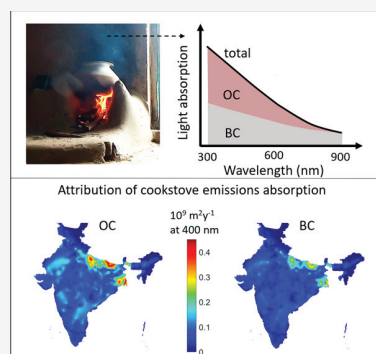 total
OC
BC
Light absorption
300
600
900
Wavelength (nm)
Attribution of cookstove emissions absorption
OC
10⁹ m²y⁻¹
at 400 nm
BC
0.4
0.3
0.2
0.1
0